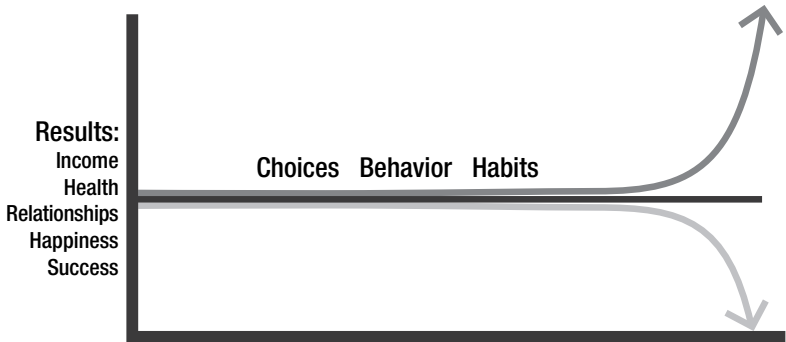 Results:
Income
Health
Relationships
Happiness
Success
Choices Behavior Habits